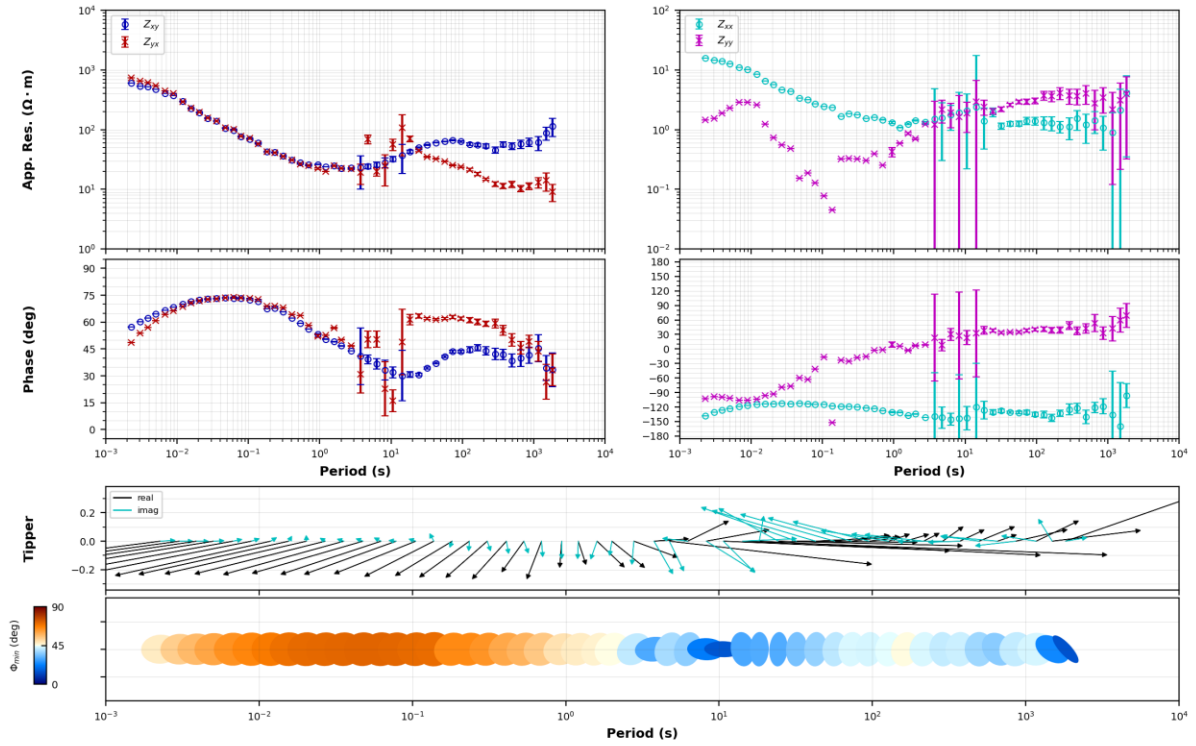 10⁴
10³
10²
10¹
10⁰
App. Res. (Ω · m)
Z_xy
Z_yx
10²
10¹
10⁰
10⁻¹
10⁻²
Z_xx
Z_yy
90
75
60
45
30
15
0
Phase (deg)
10⁻³ 10⁻² 10⁻¹ 10⁰ 10¹ 10² 10³ 10⁴
Period (s)
180
150
120
90
60
30
0
−30
−60
−90
−120
−150
−180
10⁻³ 10⁻² 10⁻¹ 10⁰ 10¹ 10² 10³ 10⁴
Period (s)
Tipper
0.2
0.0
−0.2
real
imag
Φ_min (deg)
90
45
0
10⁻³ 10⁻² 10⁻¹ 10⁰ 10¹ 10² 10³ 10⁴
Period (s)